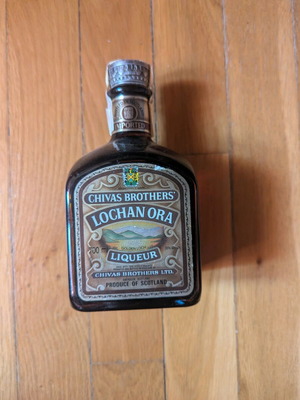 IMPORTED
CHIVAS BROTHERS'
LOCHAN ORA
LIQUEUR
CHIVAS BROTHERS LTD.
PRODUCE OF SCOTLAND